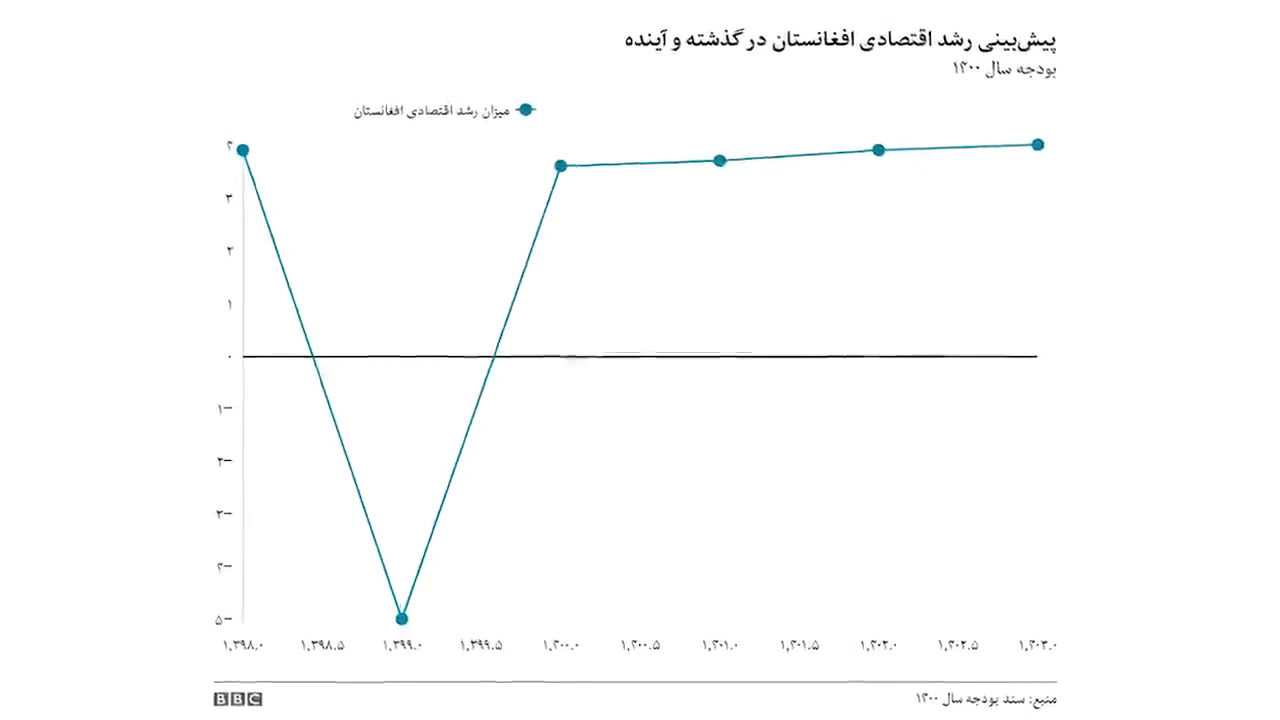 پیش‌بینی رشد اقتصادی افغانستان در گذشته و آینده
بودجه سال ۱۴۰۰
میزان رشد اقتصادی افغانستان
۴
۳
۲
۱
۰
−۱
−۲
−۳
−۴
−۵
۱,۳۹۸.۰ ۱,۳۹۸.۵ ۱,۳۹۹.۰ ۱,۳۹۹.۵ ۱,۴۰۰.۰ ۱,۴۰۰.۵ ۱,۴۰۱.۰ ۱,۴۰۱.۵ ۱,۴۰۲.۰ ۱,۴۰۲.۵ ۱,۴۰۳.۰
منبع: سند بودجه سال ۱۴۰۰
BBC